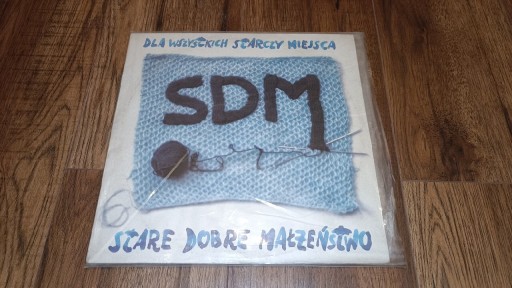 DLA WSZYSTKICH STARCZY MIEJSCA
SDM
STARE DOBRE MAŁŻEŃSTWO